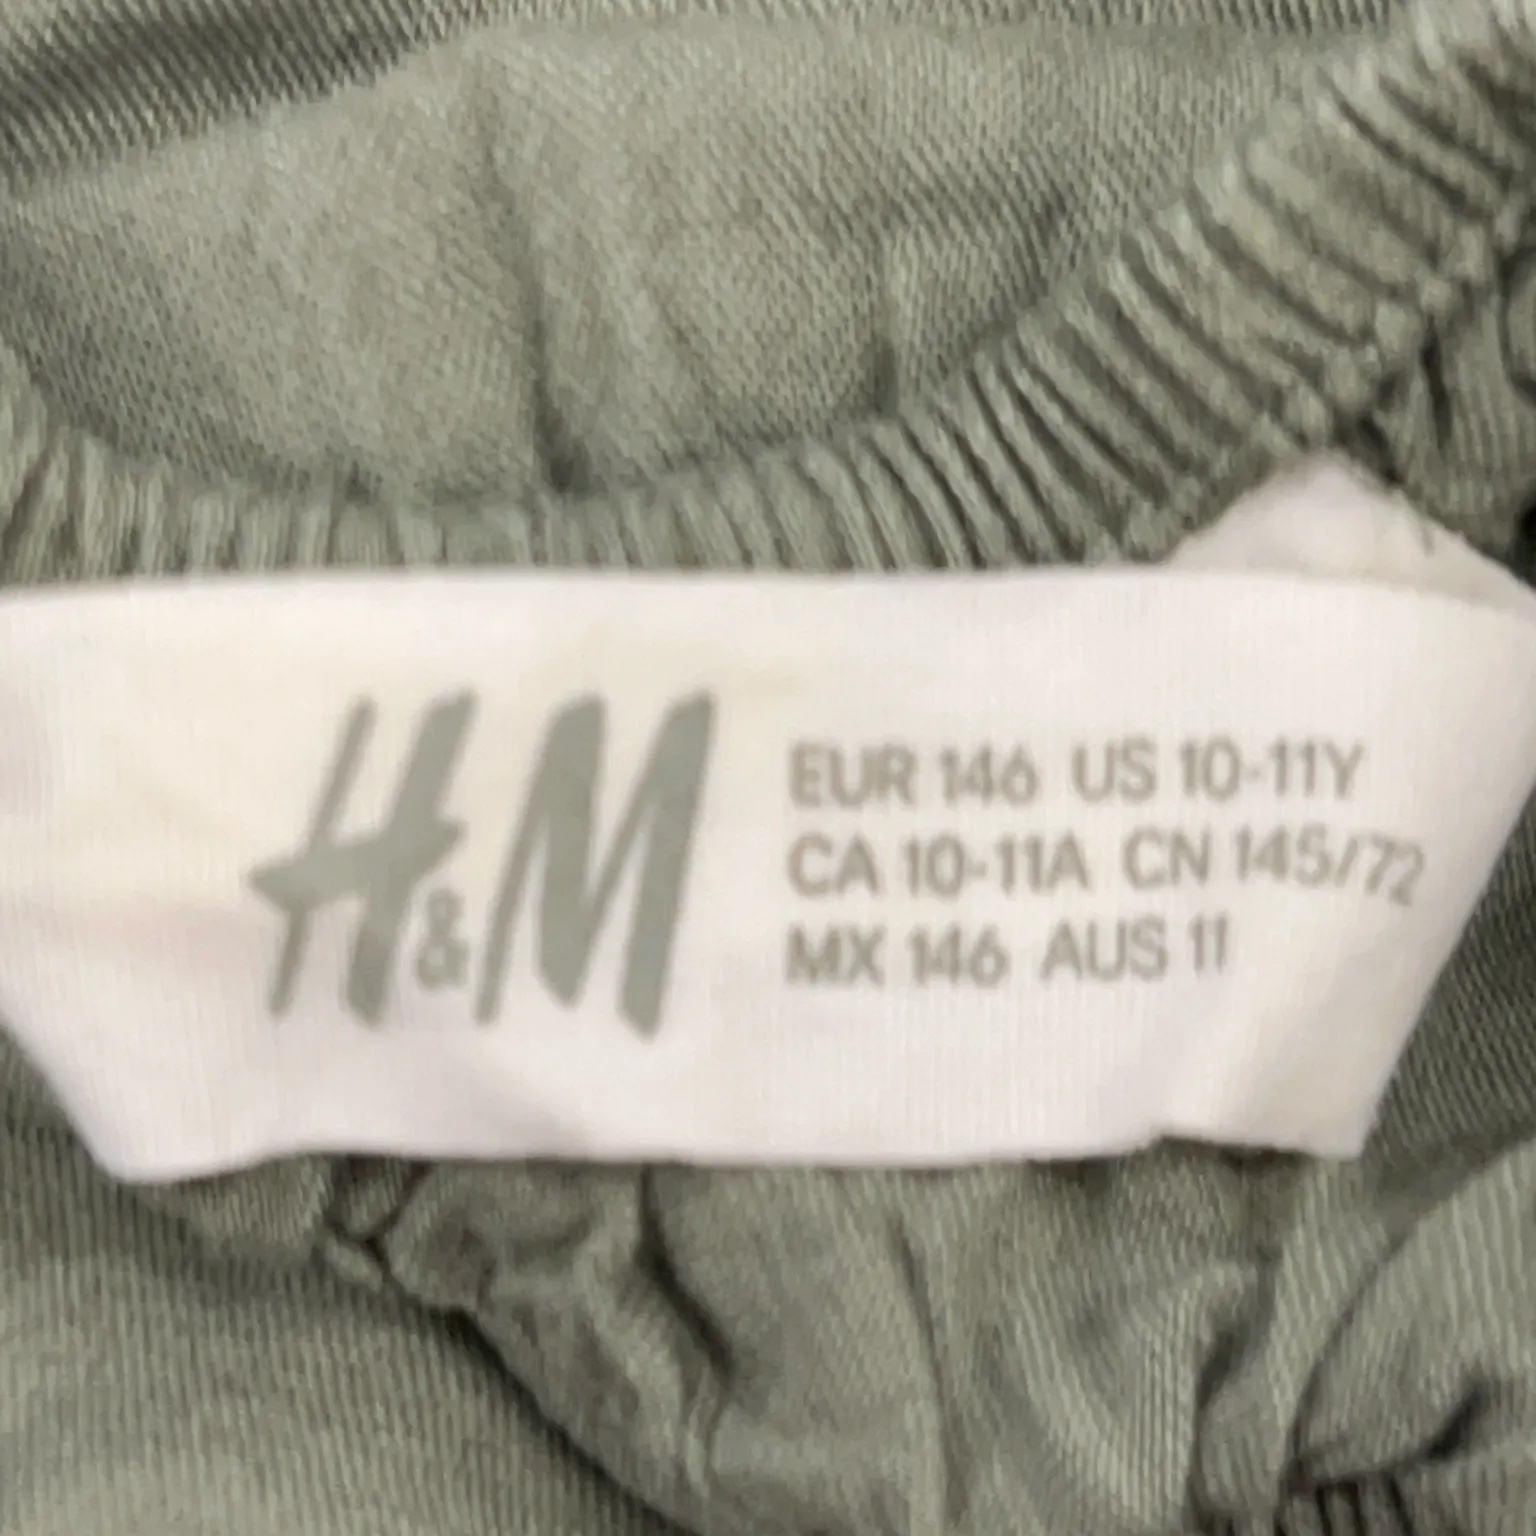 H&M
EUR 146 US 10-11Y
CA 10-11A CN 145/72
MX 146 AUS 11